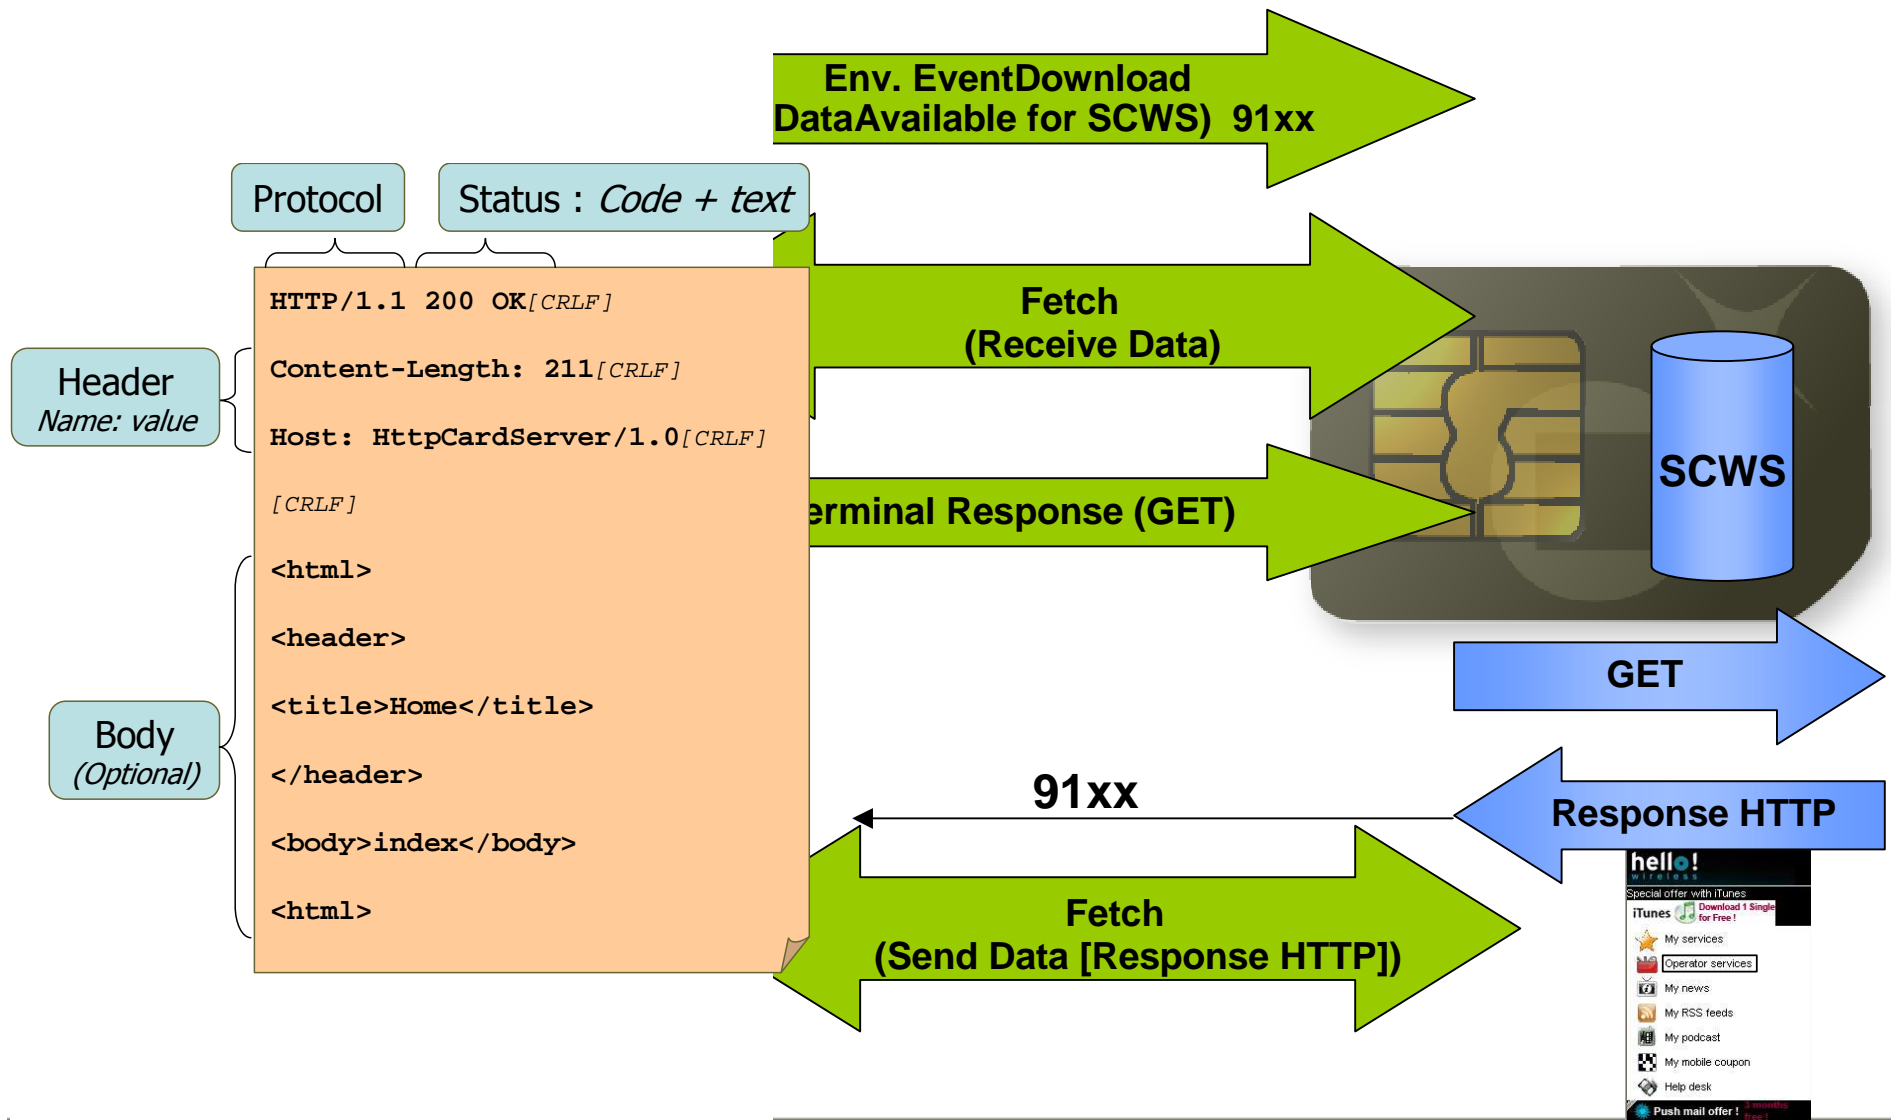 Env. EventDownload
DataAvailable for SCWS) 91xx
Protocol
Status : Code + text
HTTP/1.1 200 OK[CRLF]
Content-Length: 211[CRLF]
Host: HttpCardServer/1.0[CRLF]
[CRLF]
<html>
<header>
<title>Home</title>
</header>
<body>index</body>
<html>
Header
Name: value
Body
(Optional)
Fetch
(Receive Data)
erminal Response (GET)
SCWS
GET
91xx
Response HTTP
Fetch
(Send Data [Response HTTP])
hello!
wireless
Special offer with iTunes
iTunes
Download 1 Single
for Free !
My services
Operator services
My news
My RSS feeds
My podcast
My mobile coupon
Help desk
Push mail offer !
3 months
free !